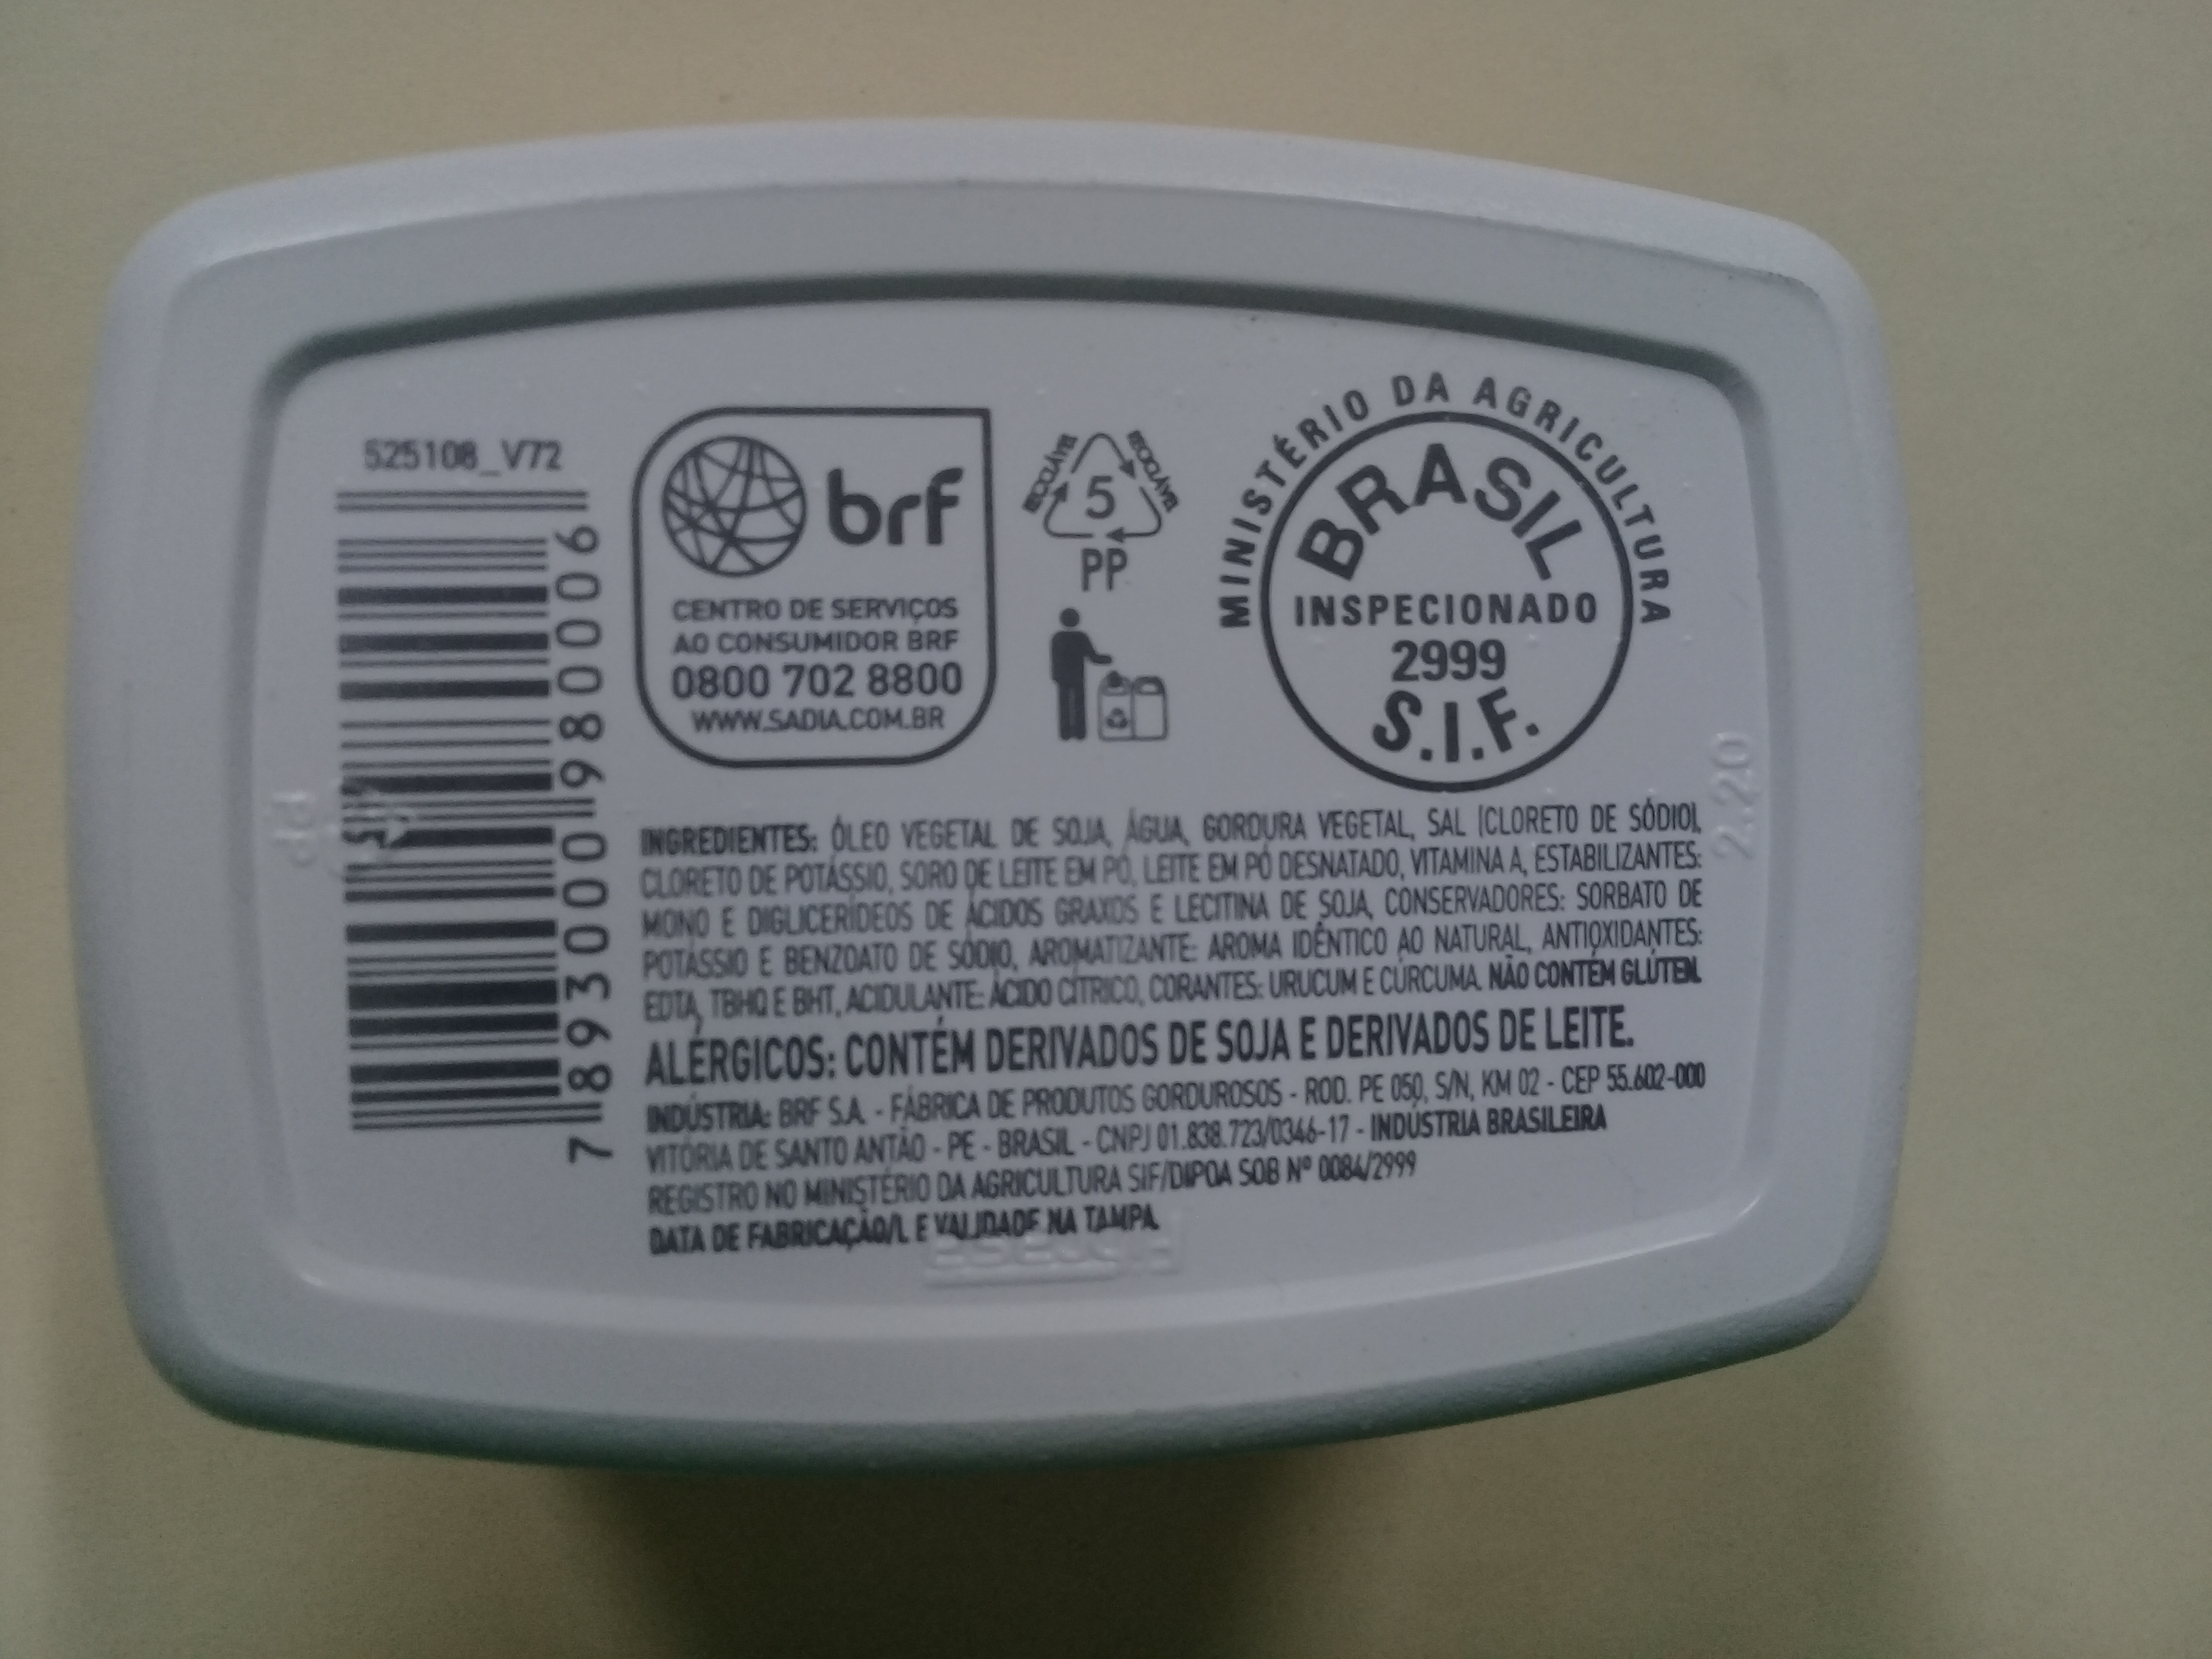 525108_V72
7 893000 980006
brf
CENTRO DE SERVIÇOS
AO CONSUMIDOR BRF
0800 702 8800
WWW.SADIA.COM.BR
5
PP
MINISTÉRIO DA AGRICULTURA
BRASIL
INSPECIONADO
2999
S.I.F.
INGREDIENTES: ÓLEO VEGETAL DE SOJA, ÁGUA, GORDURA VEGETAL, SAL (CLORETO DE SÓDIO),
CLORETO DE POTÁSSIO, SORO DE LEITE EM PÓ, LEITE EM PÓ DESNATADO, VITAMINA A, ESTABILIZANTES:
MONO E DIGLICERÍDEOS DE ÁCIDOS GRAXOS E LECITINA DE SOJA, CONSERVADORES: SORBATO DE
POTÁSSIO E BENZOATO DE SÓDIO, AROMATIZANTE: AROMA IDÊNTICO AO NATURAL, ANTIOXIDANTES:
EDTA, TBHQ E BHT, ACIDULANTE: ÁCIDO CÍTRICO, CORANTES: URUCUM E CÚRCUMA. NÃO CONTÉM GLÚTEN.
ALÉRGICOS: CONTÉM DERIVADOS DE SOJA E DERIVADOS DE LEITE.
INDÚSTRIA: BRF S.A. - FÁBRICA DE PRODUTOS GORDUROSOS - ROD. PE 050, S/N, KM 02 - CEP 55.602-000
VITÓRIA DE SANTO ANTÃO - PE - BRASIL - CNPJ 01.838.723/0346-17 - INDÚSTRIA BRASILEIRA
REGISTRO NO MINISTÉRIO DA AGRICULTURA SIF/DIPOA SOB Nº 0084/2999
DATA DE FABRICAÇÃO/L E VALIDADE NA TAMPA.
2.20